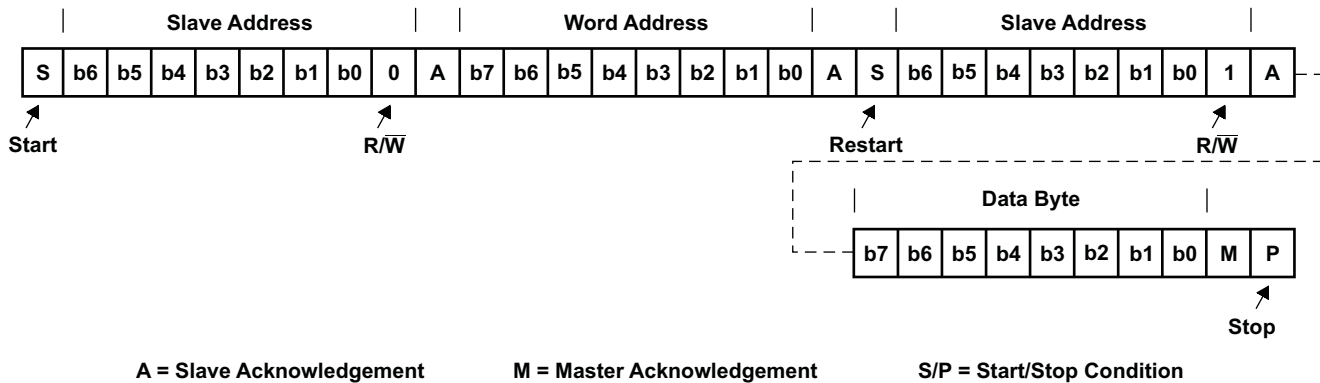 Slave Address Word Address Slave Address
S b6 b5 b4 b3 b2 b1 b0 0 A b7 b6 b5 b4 b3 b2 b1 b0 A S b6 b5 b4 b3 b2 b1 b0 1 A
Start R/W̅ Restart R/W̅
Data Byte
b7 b6 b5 b4 b3 b2 b1 b0 M P
Stop
A = Slave Acknowledgement M = Master Acknowledgement S/P = Start/Stop Condition